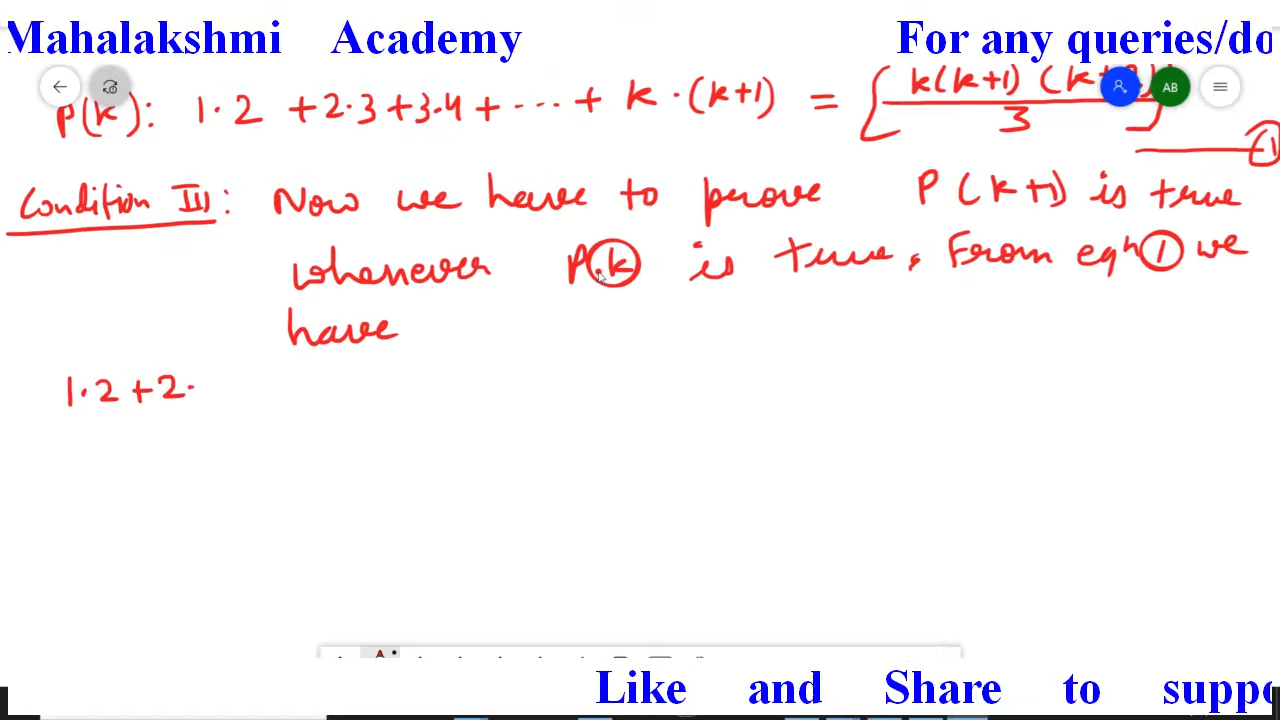 Mahalakshmi Academy For any queries/do
P(k): 1·2 + 2·3 + 3·4 + ··· + k·(k+1) = [k(k+1)(k+2)/3]
1
AB
Condition III: Now we have to prove P(k+1) is true
whenever P.k is true. From eqn 1 we
have
1·2 + 2·
Like and Share to suppo